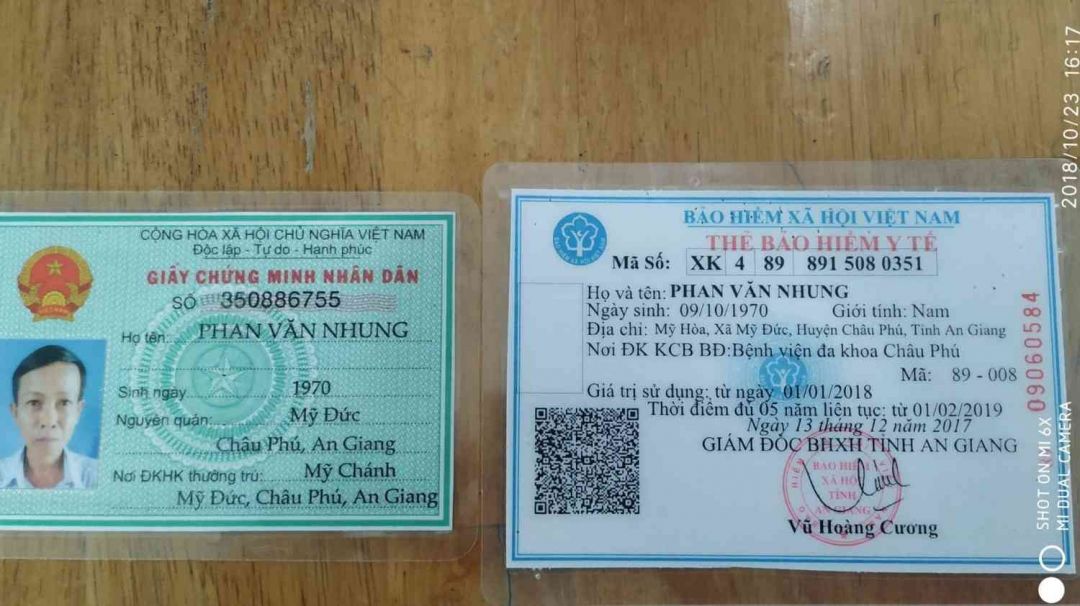 CỘNG HÒA XÃ HỘI CHỦ NGHĨA VIỆT NAM
Độc lập - Tự do - Hạnh phúc
GIẤY CHỨNG MINH NHÂN DÂN
SỐ 350886755
Họ tên: PHAN VĂN NHUNG
Sinh ngày 1970
Nguyên quán: Mỹ Đức
Châu Phú, An Giang
Nơi ĐKHK thường trú: Mỹ Chánh
Mỹ Đức, Châu Phú, An Giang
BẢO HIỂM XÃ HỘI VIỆT NAM
THẺ BẢO HIỂM Y TẾ
Mã Số: XK 4 89 891 508 0351
Họ và tên: PHAN VĂN NHUNG
Ngày sinh: 09/10/1970 Giới tính: Nam
Địa chỉ: Mỹ Hòa, Xã Mỹ Đức, Huyện Châu Phú, Tỉnh An Giang
Nơi ĐK KCB BĐ: Bệnh viện đa khoa Châu Phú
Mã: 89 - 008
Giá trị sử dụng: từ ngày 01/01/2018
Thời điểm đủ 05 năm liên tục: từ 01/02/2019
Ngày 13 tháng 12 năm 2017
GIÁM ĐỐC BHXH TỈNH AN GIANG
BẢO HIỂM
XÃ HỘI
TỈNH
AN GIANG
Vũ Hoàng Cương
09060584
2018/10/23 16:17
SHOT ON MI 6X
MI DUAL CAMERA